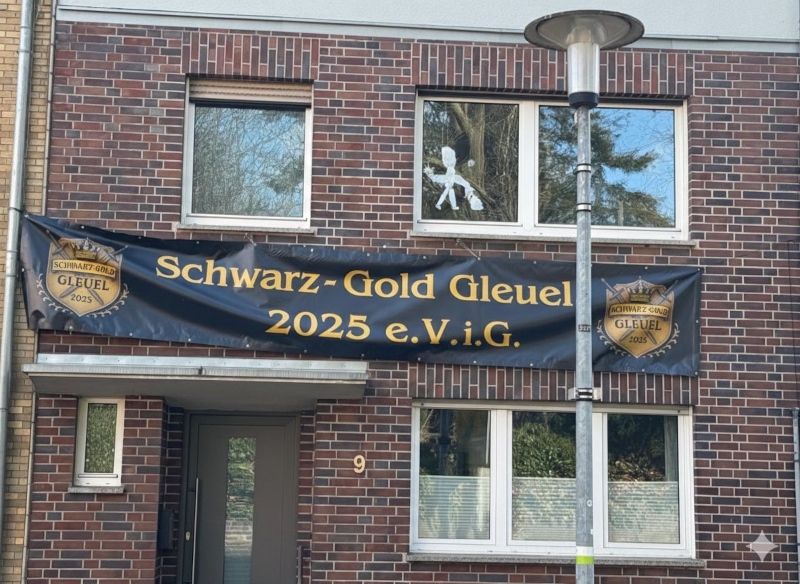 Schwarz-Gold Gleuel
2025 e.V.i.G.
SCHWARZ-GOLD
GLEUEL
2025
SCHWARZ-GOLD
GLEUEL
2025
9